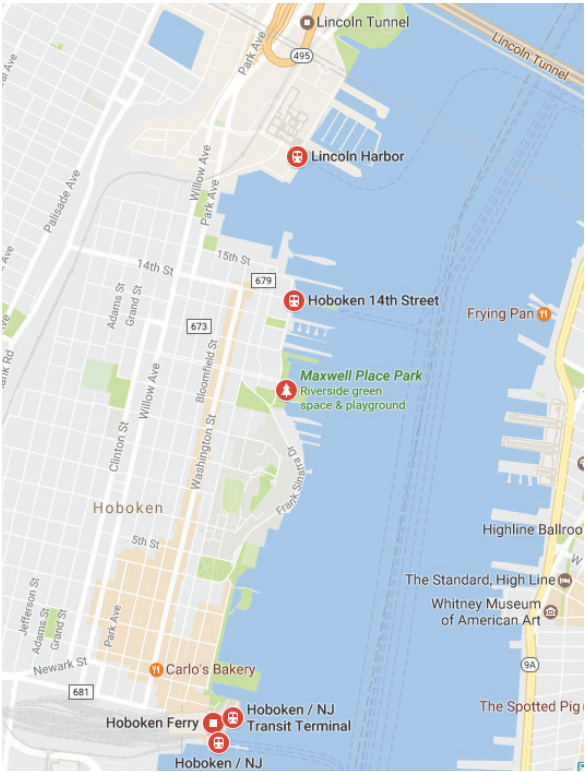 Lincoln Tunnel
Park Ave
495
Lincoln Tunnel
Lincoln Harbor
Willow Ave
Park Ave
Palisade Ave
15th St
14th St
679
Hoboken 14th Street
Adams St
Grand St
673
Frying Pan
Bloomfield St
Maxwell Place Park
Riverside green
space & playground
Willow Ave
Clinton St
Washington St
Frank Sinatra Dr
Hoboken
5th St
Highline Ballroo
The Standard, High Line
Whitney Museum
of American Art
Jefferson St
Adams St
Grand St
Park Ave
9A
Newark St
Carlo's Bakery
681
The Spotted Pig
Hoboken Ferry
Hoboken / NJ
Transit Terminal
Hoboken / NJ